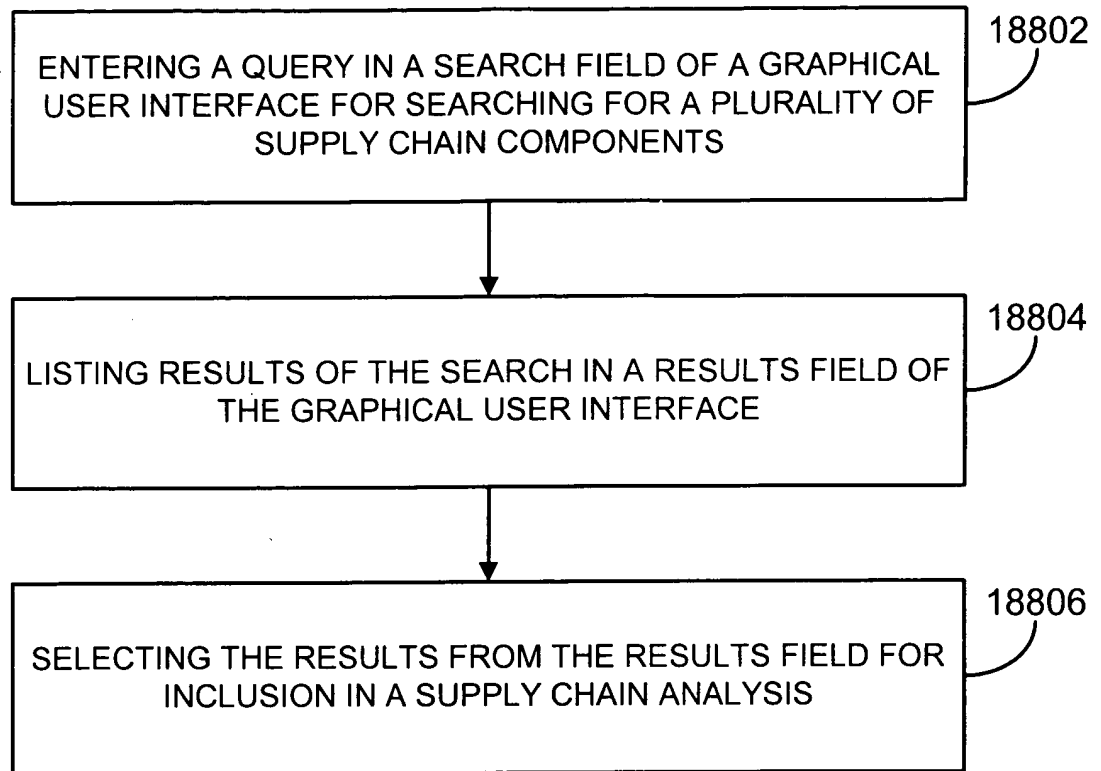 18802
ENTERING A QUERY IN A SEARCH FIELD OF A GRAPHICAL
USER INTERFACE FOR SEARCHING FOR A PLURALITY OF
SUPPLY CHAIN COMPONENTS
18804
LISTING RESULTS OF THE SEARCH IN A RESULTS FIELD OF
THE GRAPHICAL USER INTERFACE
18806
SELECTING THE RESULTS FROM THE RESULTS FIELD FOR
INCLUSION IN A SUPPLY CHAIN ANALYSIS